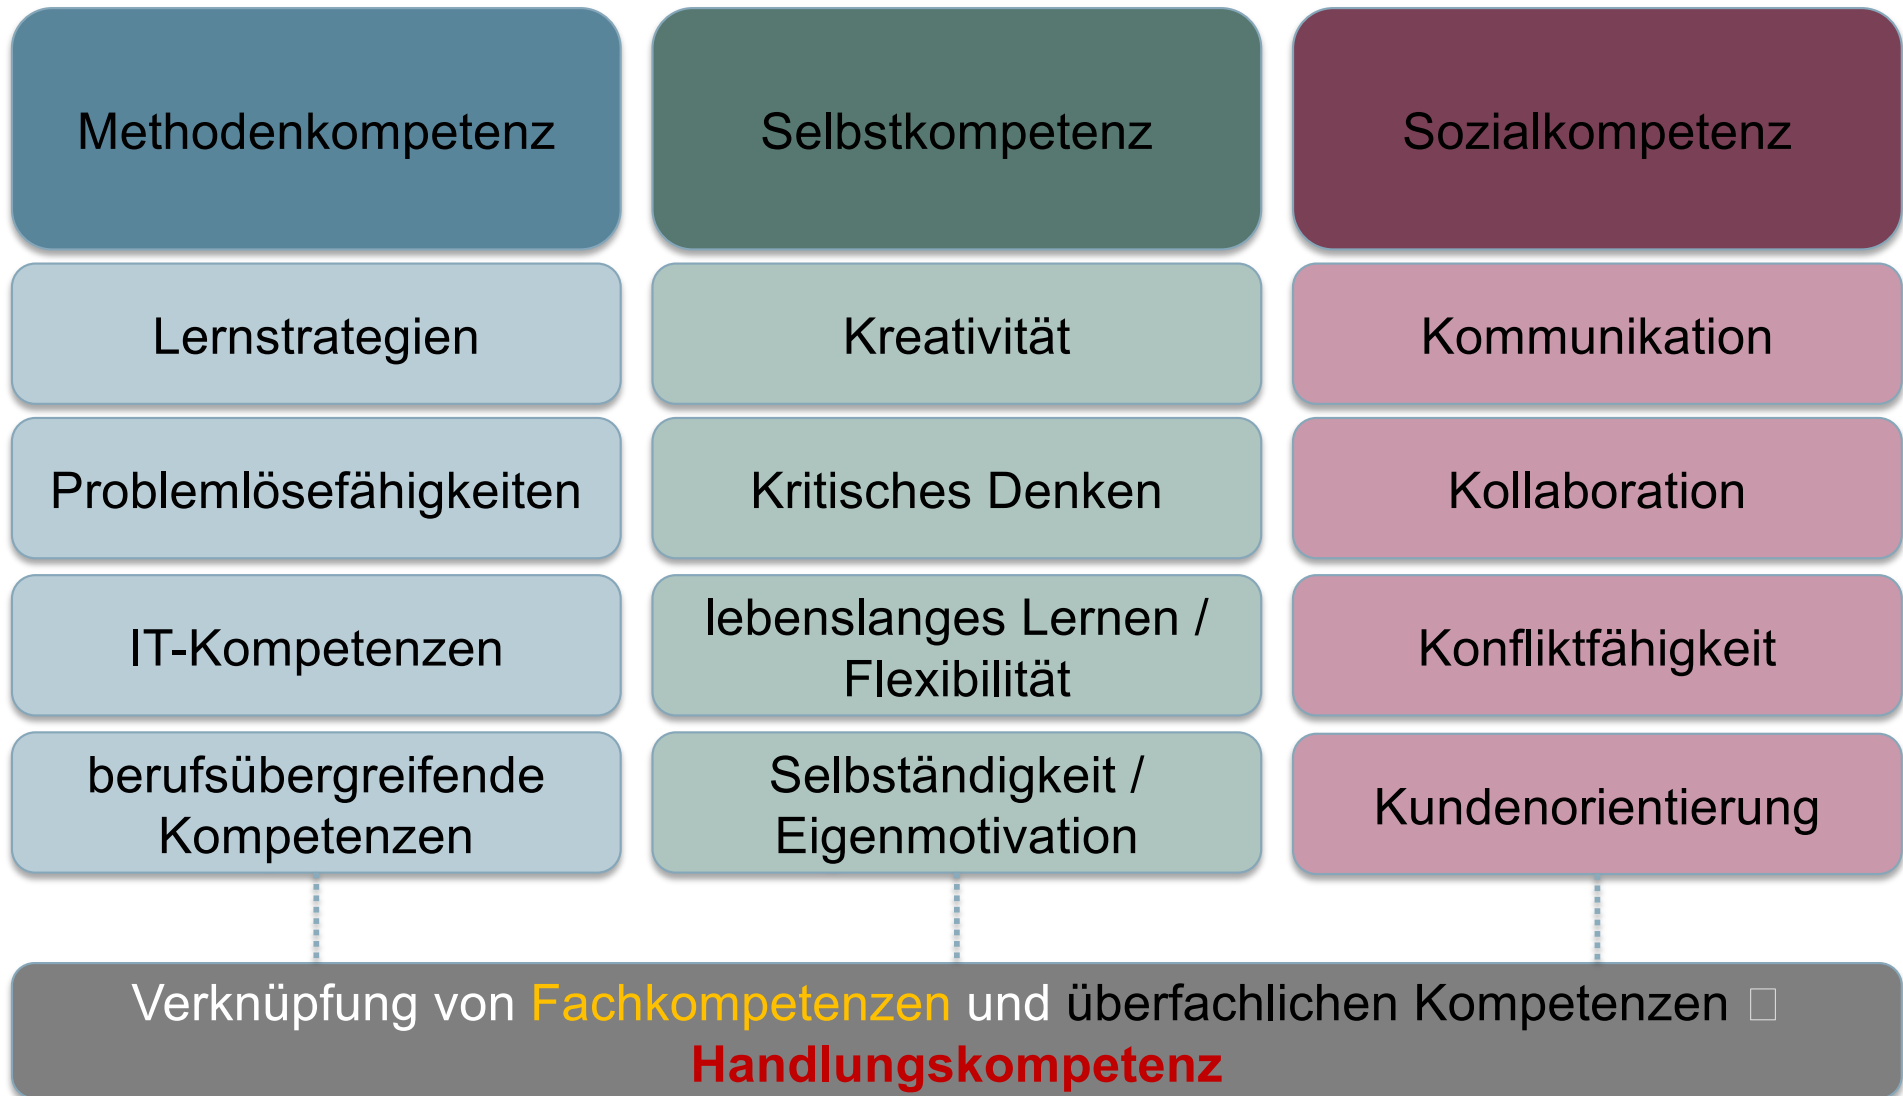 Methodenkompetenz
Lernstrategien
Problemlösefähigkeiten
IT-Kompetenzen
berufsübergreifende
Kompetenzen
Selbstkompetenz
Kreativität
Kritisches Denken
lebenslanges Lernen /
Flexibilität
Selbständigkeit /
Eigenmotivation
Sozialkompetenz
Kommunikation
Kollaboration
Konfliktfähigkeit
Kundenorientierung
Verknüpfung von Fachkompetenzen und überfachlichen Kompetenzen □
Handlungskompetenz